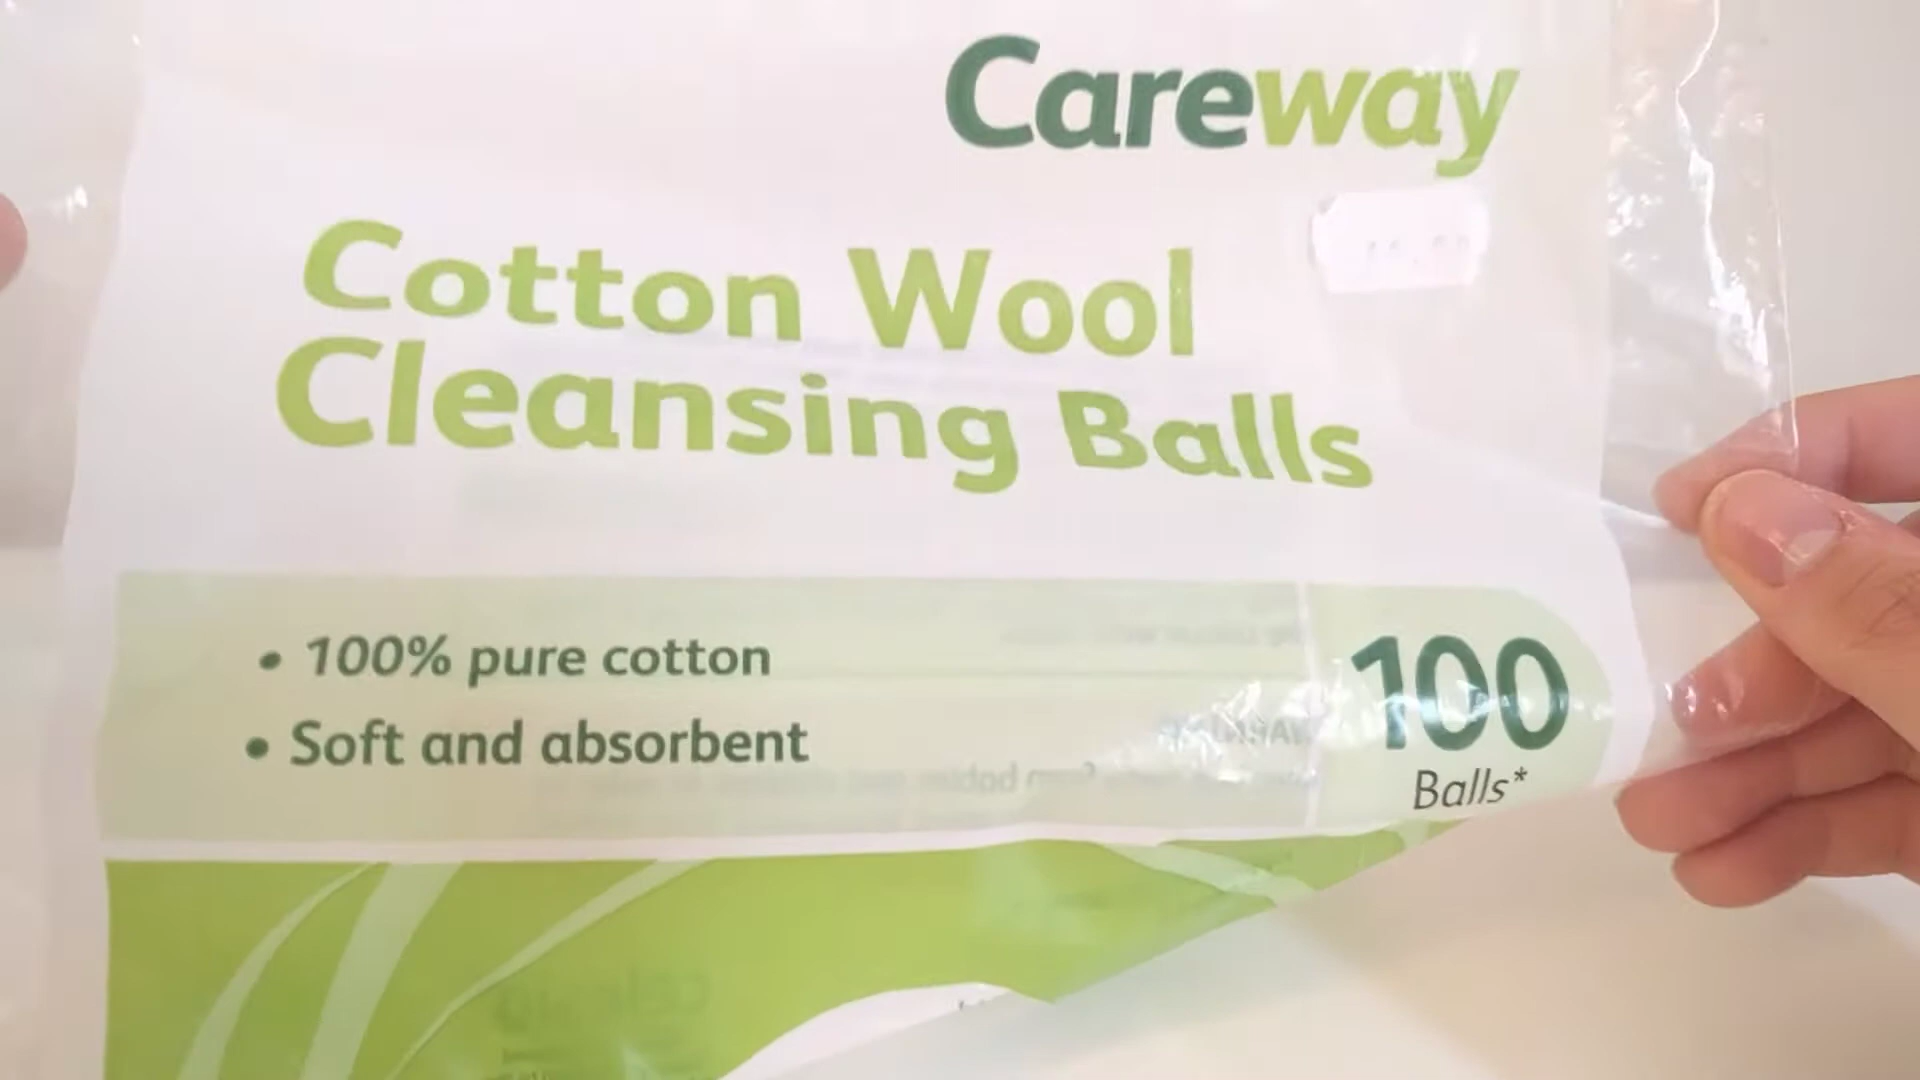 Careway
Cotton Wool
Cleansing Balls
• 100% pure cotton
• Soft and absorbent
100
Balls*